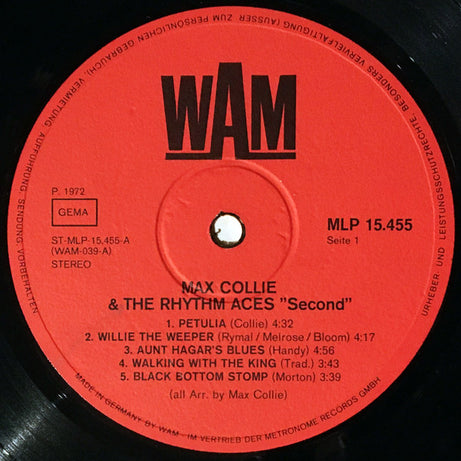 URHEBER- UND LEISTUNGSSCHUTZRECHTE BESONDERS VERVIELFÄLTIGUNG (AUSSER ZUM PERSÖNLICHEN GEBRAUCH), VERMIETUNG, AUFFÜHRUNG, SENDUNG VORBEHALTEN
WAM
P. 1972
GEMA
MLP 15.455
Seite 1
ST-MLP-15.455-A
(WAM-039-A)
STEREO
MAX COLLIE
& THE RHYTHM ACES "Second"
1. PETULIA (Collie) 4:32
2. WILLIE THE WEEPER (Rymal / Melrose / Bloom) 4:17
3. AUNT HAGAR'S BLUES (Handy) 4:56
4. WALKING WITH THE KING (Trad.) 3:43
5. BLACK BOTTOM STOMP (Morton) 3:39
(all Arr. by Max Collie)
MADE IN GERMANY BY WAM - IM VERTRIEB DER METRONOME RECORDS GMBH